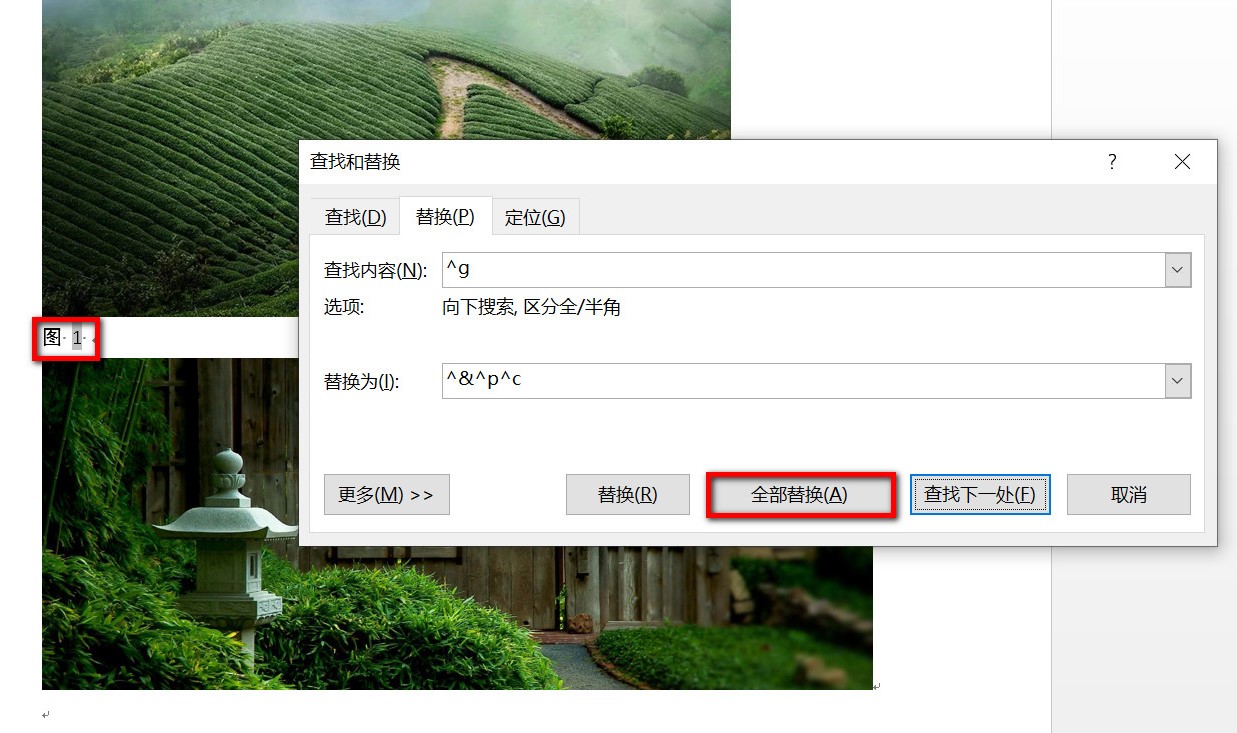 查找和替换
?
查找(D) 替换(P) 定位(G)
查找内容(N): ^g
选项: 向下搜索, 区分全/半角
图 1
替换为(I): ^&^p^c
更多(M) >> 替换(R) 全部替换(A) 查找下一处(F) 取消